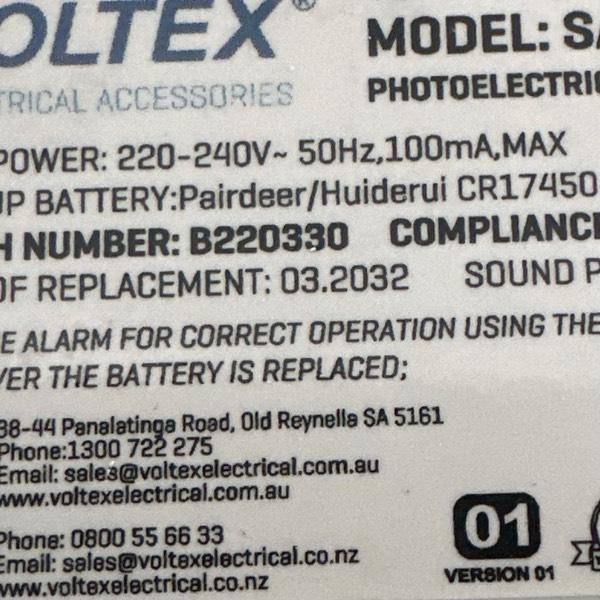 OLTEX®
TRICAL ACCESSORIES
MODEL: SA
PHOTOELECTRIC
POWER: 220-240V~ 50Hz,100mA,MAX
UP BATTERY:Pairdeer/Huiderui CR17450
H NUMBER: B220330 COMPLIANCE
OF REPLACEMENT: 03.2032 SOUND P
E ALARM FOR CORRECT OPERATION USING THE
VER THE BATTERY IS REPLACED;
38-44 Panalatinga Road, Old Reynella SA 5161
Phone:1300 722 275
Email: sales@voltexelectrical.com.au
www.voltexelectrical.com.au
Phone: 0800 55 66 33
Email: sales@voltexelectrical.co.nz
www.voltexelectrical.co.nz
01
VERSION 01